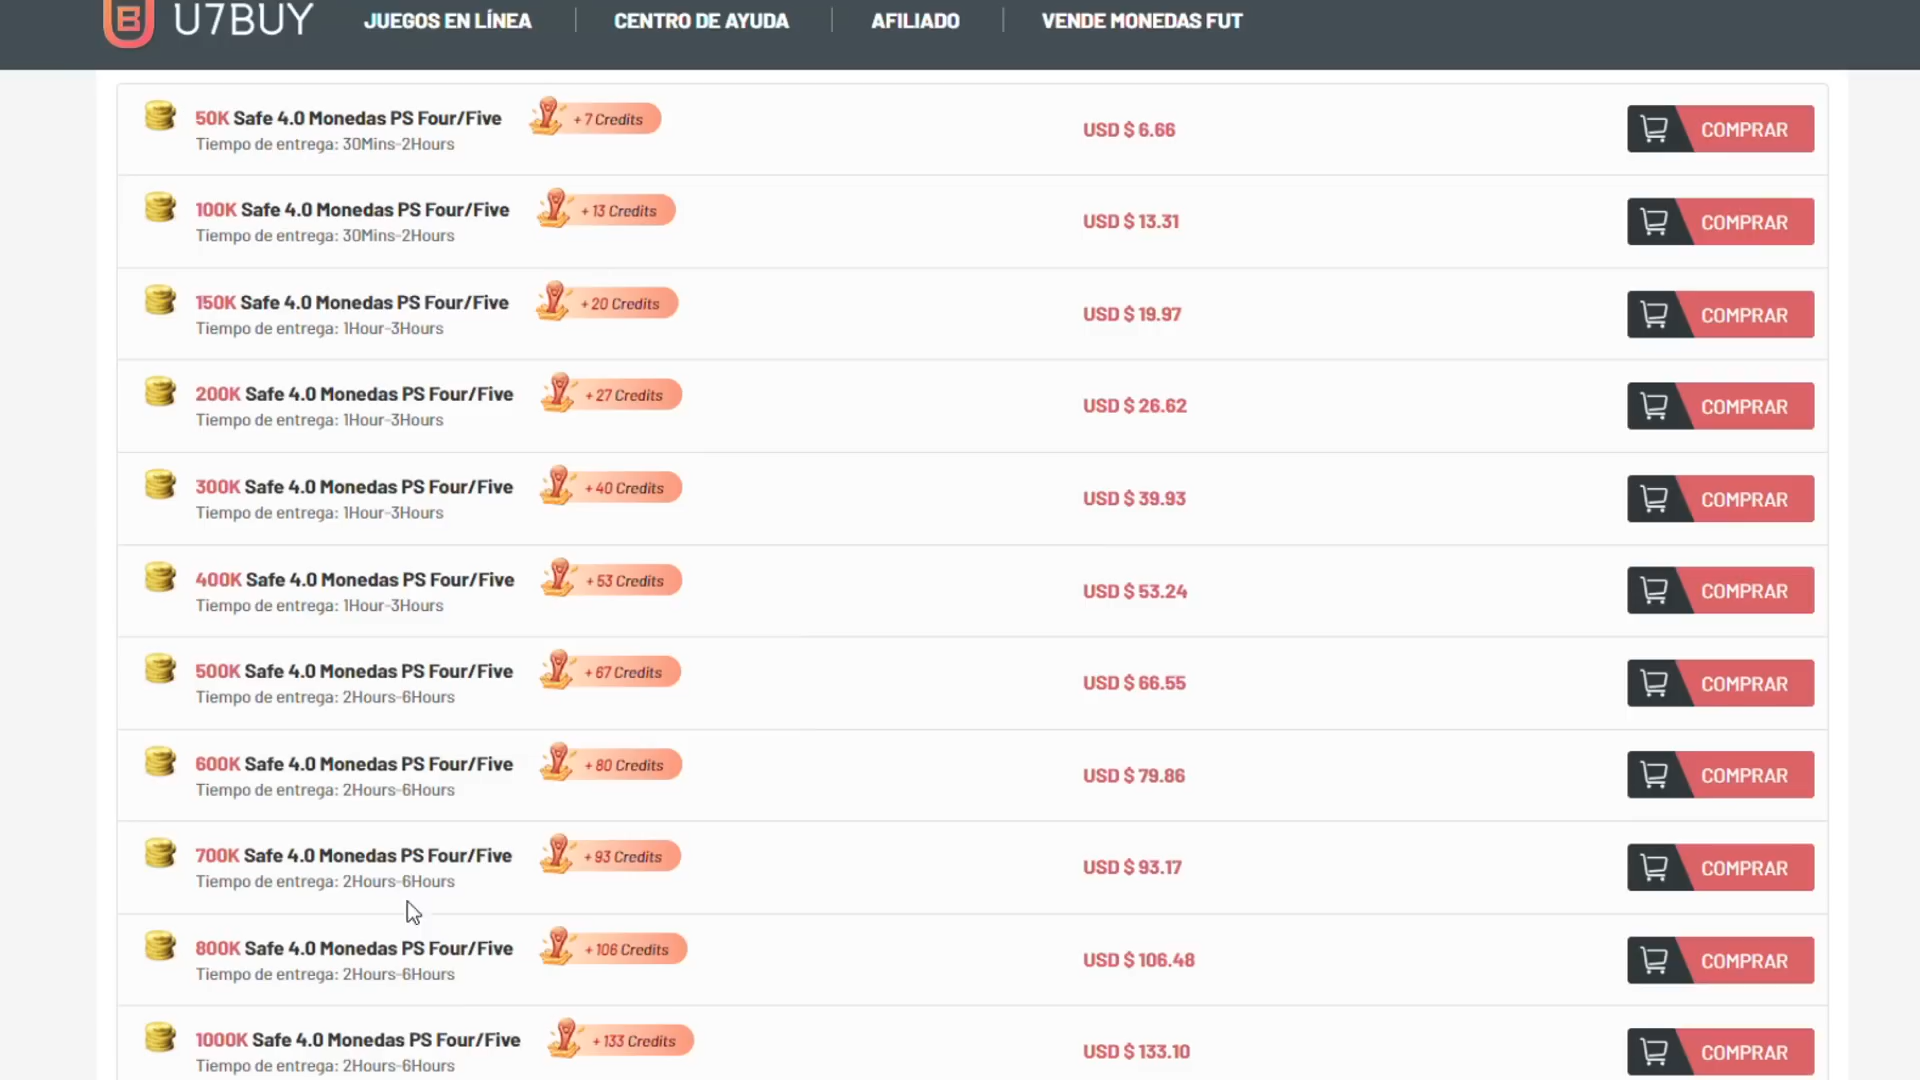 U7BUY JUEGOS EN LÍNEA CENTRO DE AYUDA AFILIADO VENDE MONEDAS FUT
50K Safe 4.0 Monedas PS Four/Five + 7 Credits USD $ 6.66 COMPRAR
Tiempo de entrega: 30Mins-2Hours
100K Safe 4.0 Monedas PS Four/Five + 13 Credits USD $ 13.31 COMPRAR
Tiempo de entrega: 30Mins-2Hours
150K Safe 4.0 Monedas PS Four/Five + 20 Credits USD $ 19.97 COMPRAR
Tiempo de entrega: 1Hour-3Hours
200K Safe 4.0 Monedas PS Four/Five + 27 Credits USD $ 26.62 COMPRAR
Tiempo de entrega: 1Hour-3Hours
300K Safe 4.0 Monedas PS Four/Five + 40 Credits USD $ 39.93 COMPRAR
Tiempo de entrega: 1Hour-3Hours
400K Safe 4.0 Monedas PS Four/Five + 53 Credits USD $ 53.24 COMPRAR
Tiempo de entrega: 1Hour-3Hours
500K Safe 4.0 Monedas PS Four/Five + 67 Credits USD $ 66.55 COMPRAR
Tiempo de entrega: 2Hours-6Hours
600K Safe 4.0 Monedas PS Four/Five + 80 Credits USD $ 79.86 COMPRAR
Tiempo de entrega: 2Hours-6Hours
700K Safe 4.0 Monedas PS Four/Five + 93 Credits USD $ 93.17 COMPRAR
Tiempo de entrega: 2Hours-6Hours
800K Safe 4.0 Monedas PS Four/Five + 106 Credits USD $ 106.48 COMPRAR
Tiempo de entrega: 2Hours-6Hours
1000K Safe 4.0 Monedas PS Four/Five + 133 Credits USD $ 133.10 COMPRAR
Tiempo de entrega: 2Hours-6Hours